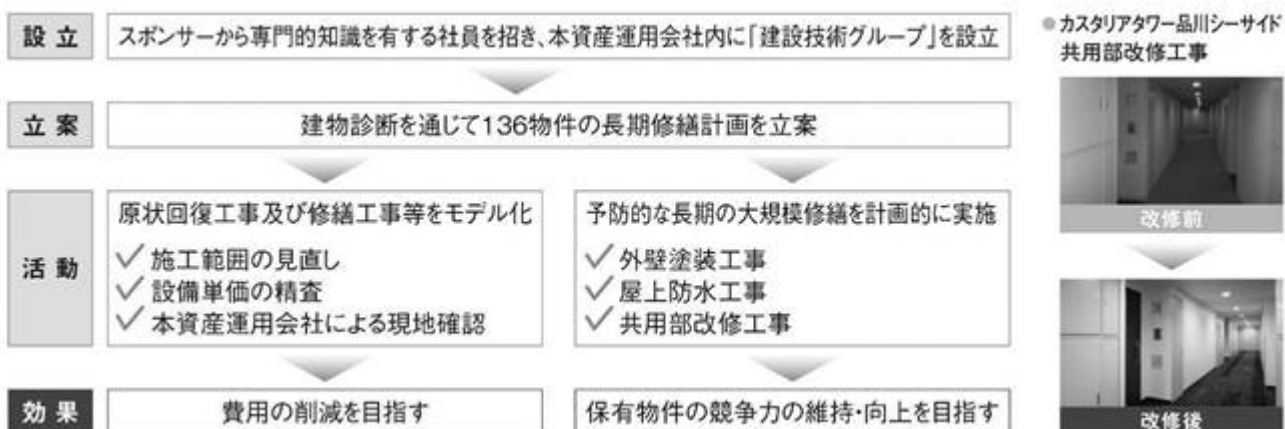 設立
スポンサーから専門的知識を有する社員を招き、本資産運用会社内に「建設技術グループ」を設立
立案
建物診断を通じて136物件の長期修繕計画を立案
活動
原状回復工事及び修繕工事等をモデル化
✓ 施工範囲の見直し
✓ 設備単価の精査
✓ 本資産運用会社による現地確認
予防的な長期の大規模修繕を計画的に実施
✓ 外壁塗装工事
✓ 屋上防水工事
✓ 共用部改修工事
効果
費用の削減を目指す
保有物件の競争力の維持・向上を目指す
●カスタリアタワー品川シーサイド
共用部改修工事
改修前
改修後